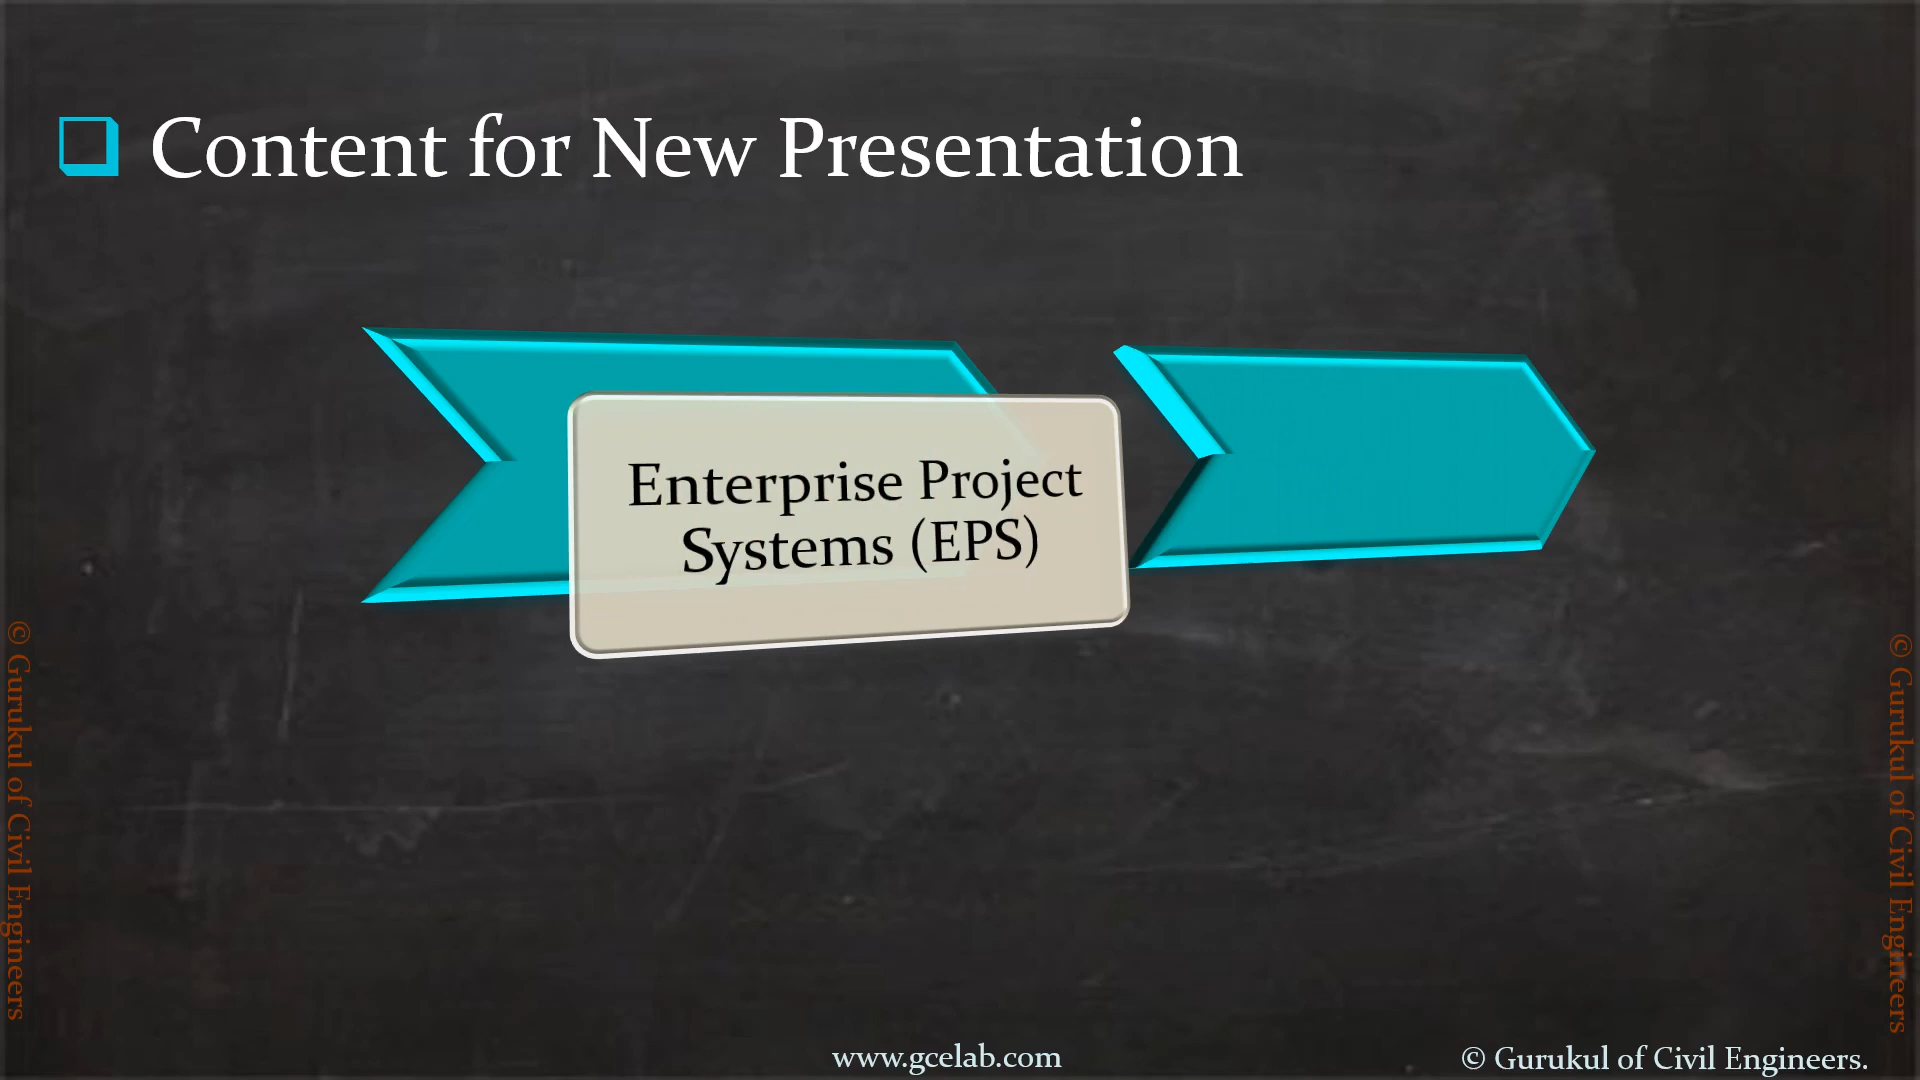 Content for New Presentation
Enterprise Project
Systems (EPS)
© Gurukul of Civil Engineers
© Gurukul of Civil Engineers
www.gcelab.com
© Gurukul of Civil Engineers.